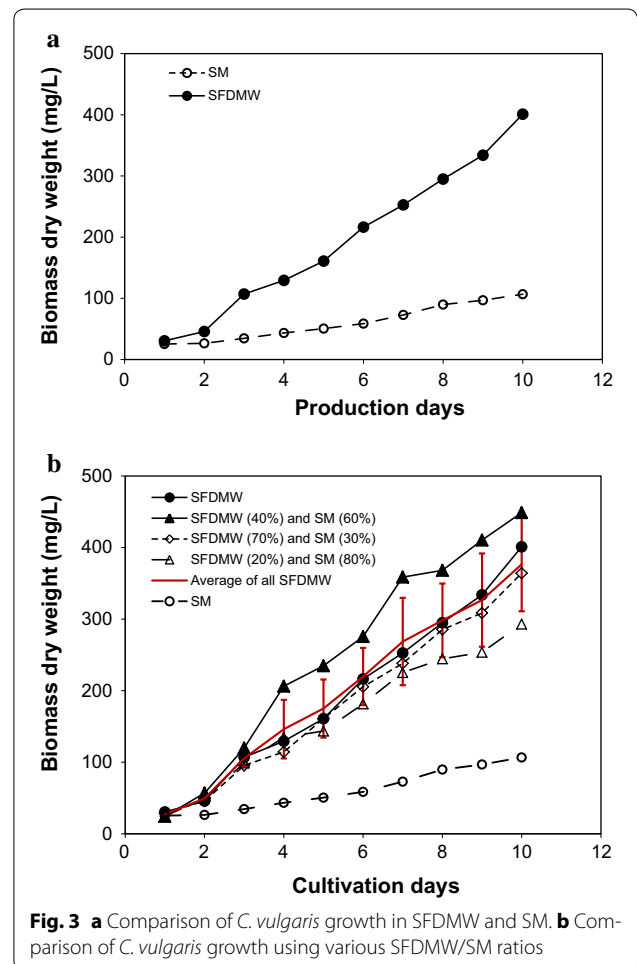 a
500
400
300
200
100
0
Biomass dry weight (mg/L)
SM
SFDMW
0 2 4 6 8 10 12
Production days
b
500
400
300
200
100
0
Biomass dry weight (mg/L)
SFDMW
SFDMW (40%) and SM (60%)
SFDMW (70%) and SM (30%)
SFDMW (20%) and SM (80%)
Average of all SFDMW
SM
0 2 4 6 8 10 12
Cultivation days
Fig. 3 a Comparison of C. vulgaris growth in SFDMW and SM. b Com-
parison of C. vulgaris growth using various SFDMW/SM ratios